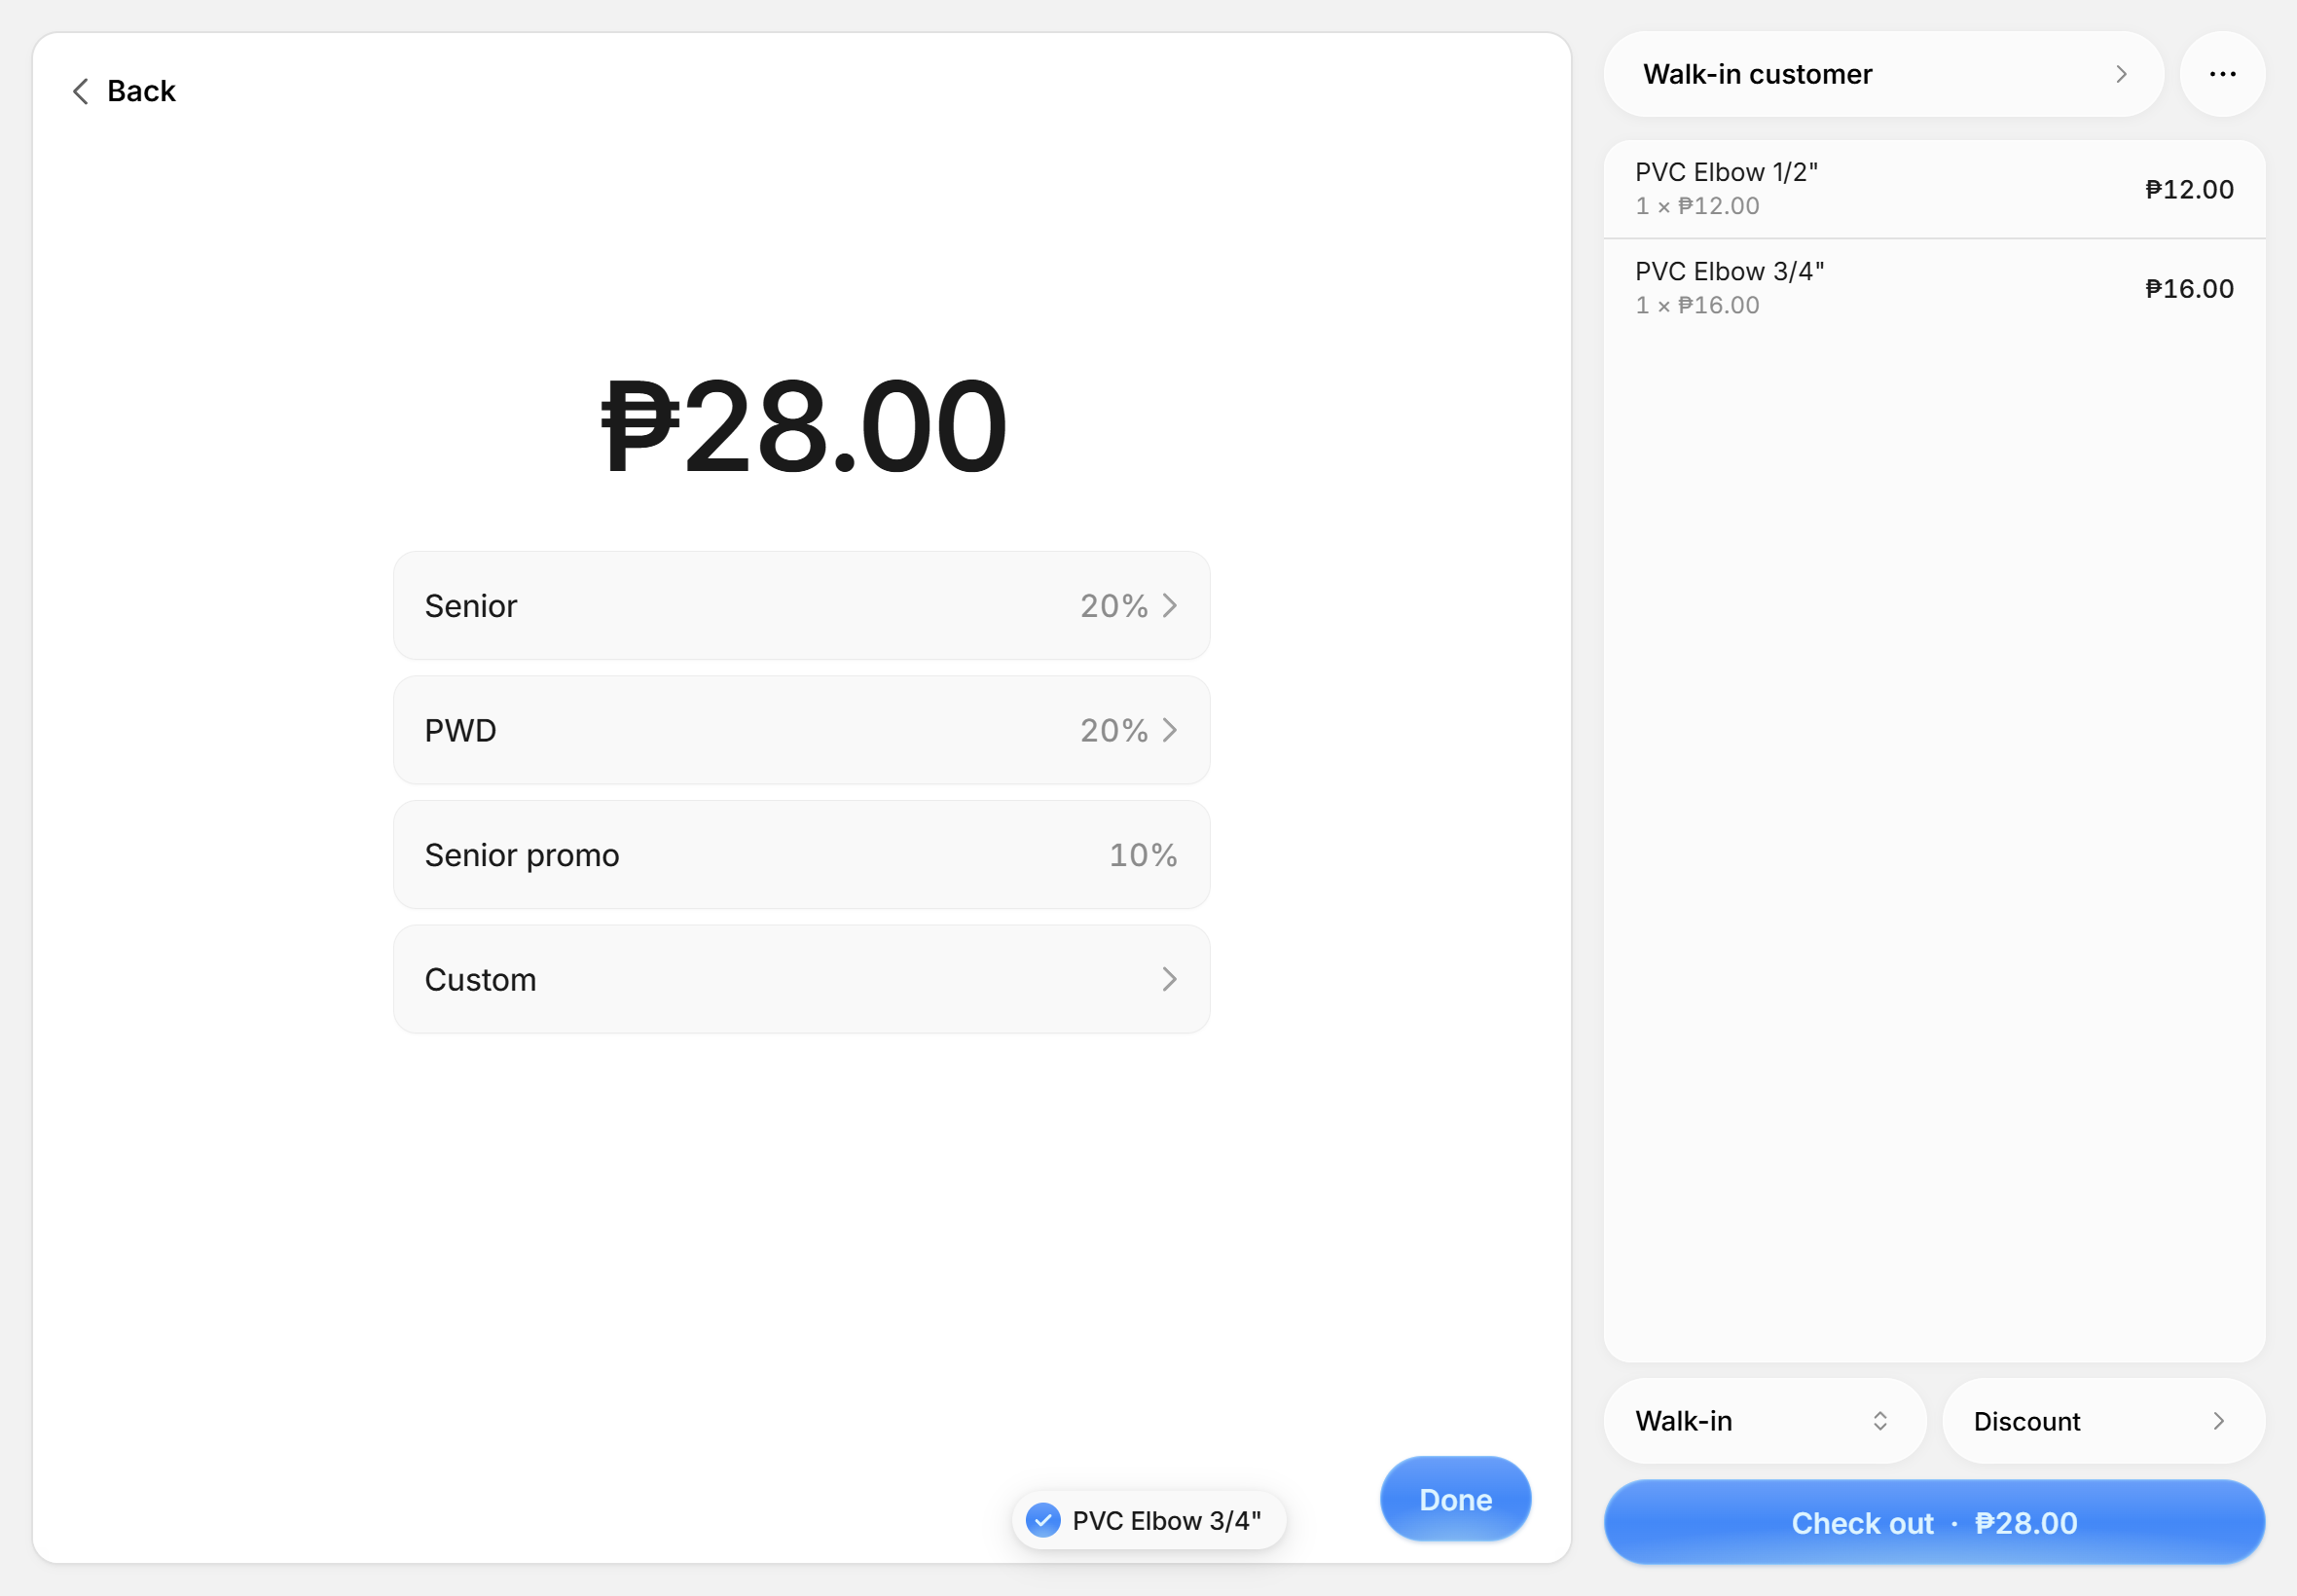 Back
₱28.00
Senior 20%
PWD 20%
Senior promo 10%
Custom
PVC Elbow 3/4"
Done
Walk-in customer
PVC Elbow 1/2"
1 × ₱12.00
₱12.00
PVC Elbow 3/4"
1 × ₱16.00
₱16.00
Walk-in
Discount
Check out · ₱28.00